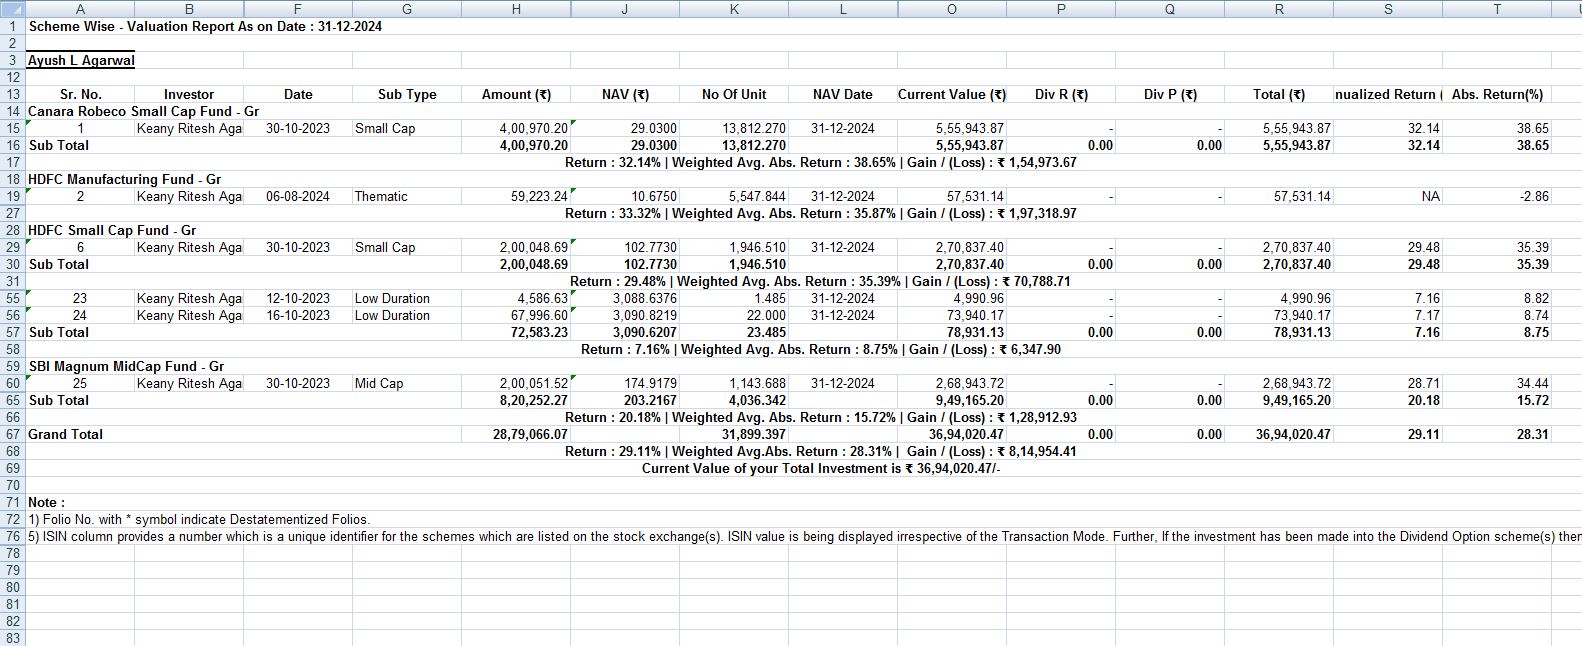 A B F G H J K L O P Q R S T
1 Scheme Wise - Valuation Report As on Date : 31-12-2024
2
3 Ayush L Agarwal
12
13 Sr. No. Investor Date Sub Type Amount (₹) NAV (₹) No Of Unit NAV Date Current Value (₹) Div R (₹) Div P (₹) Total (₹) nualized Return ( Abs. Return(%)
14 Canara Robeco Small Cap Fund - Gr
15 1 Keany Ritesh Aga 30-10-2023 Small Cap 4,00,970.20 29.0300 13,812.270 31-12-2024 5,55,943.87 - - 5,55,943.87 32.14 38.65
16 Sub Total 4,00,970.20 29.0300 13,812.270 5,55,943.87 0.00 0.00 5,55,943.87 32.14 38.65
17 Return : 32.14% | Weighted Avg. Abs. Return : 38.65% | Gain / (Loss) : ₹ 1,54,973.67
18 HDFC Manufacturing Fund - Gr
19 2 Keany Ritesh Aga 06-08-2024 Thematic 59,223.24 10.6750 5,547.844 31-12-2024 57,531.14 - - 57,531.14 NA -2.86
27 Return : 33.32% | Weighted Avg. Abs. Return : 35.87% | Gain / (Loss) : ₹ 1,97,318.97
28 HDFC Small Cap Fund - Gr
29 6 Keany Ritesh Aga 30-10-2023 Small Cap 2,00,048.69 102.7730 1,946.510 31-12-2024 2,70,837.40 - - 2,70,837.40 29.48 35.39
30 Sub Total 2,00,048.69 102.7730 1,946.510 2,70,837.40 0.00 0.00 2,70,837.40 29.48 35.39
31 Return : 29.48% | Weighted Avg. Abs. Return : 35.39% | Gain / (Loss) : ₹ 70,788.71
55 23 Keany Ritesh Aga 12-10-2023 Low Duration 4,586.63 3,088.6376 1.485 31-12-2024 4,990.96 - - 4,990.96 7.16 8.82
56 24 Keany Ritesh Aga 16-10-2023 Low Duration 67,996.60 3,090.8219 22.000 31-12-2024 73,940.17 - - 73,940.17 7.17 8.74
57 Sub Total 72,583.23 3,090.6207 23.485 78,931.13 0.00 0.00 78,931.13 7.16 8.75
58 Return : 7.16% | Weighted Avg. Abs. Return : 8.75% | Gain / (Loss) : ₹ 6,347.90
59 SBI Magnum MidCap Fund - Gr
60 25 Keany Ritesh Aga 30-10-2023 Mid Cap 2,00,051.52 174.9179 1,143.688 31-12-2024 2,68,943.72 - - 2,68,943.72 28.71 34.44
65 Sub Total 8,20,252.27 203.2167 4,036.342 9,49,165.20 0.00 0.00 9,49,165.20 20.18 15.72
66 Return : 20.18% | Weighted Avg. Abs. Return : 15.72% | Gain / (Loss) : ₹ 1,28,912.93
67 Grand Total 28,79,066.07 31,899.397 36,94,020.47 0.00 0.00 36,94,020.47 29.11 28.31
68 Return : 29.11% | Weighted Avg.Abs. Return : 28.31% | Gain / (Loss) : ₹ 8,14,954.41
69 Current Value of your Total Investment is ₹ 36,94,020.47/-
70
71 Note :
72 1) Folio No. with * symbol indicate Destatementized Folios.
76 5) ISIN column provides a number which is a unique identifier for the schemes which are listed on the stock exchange(s). ISIN value is being displayed irrespective of the Transaction Mode. Further, If the investment has been made into the Dividend Option scheme(s) then
78
79
80
81
82
83